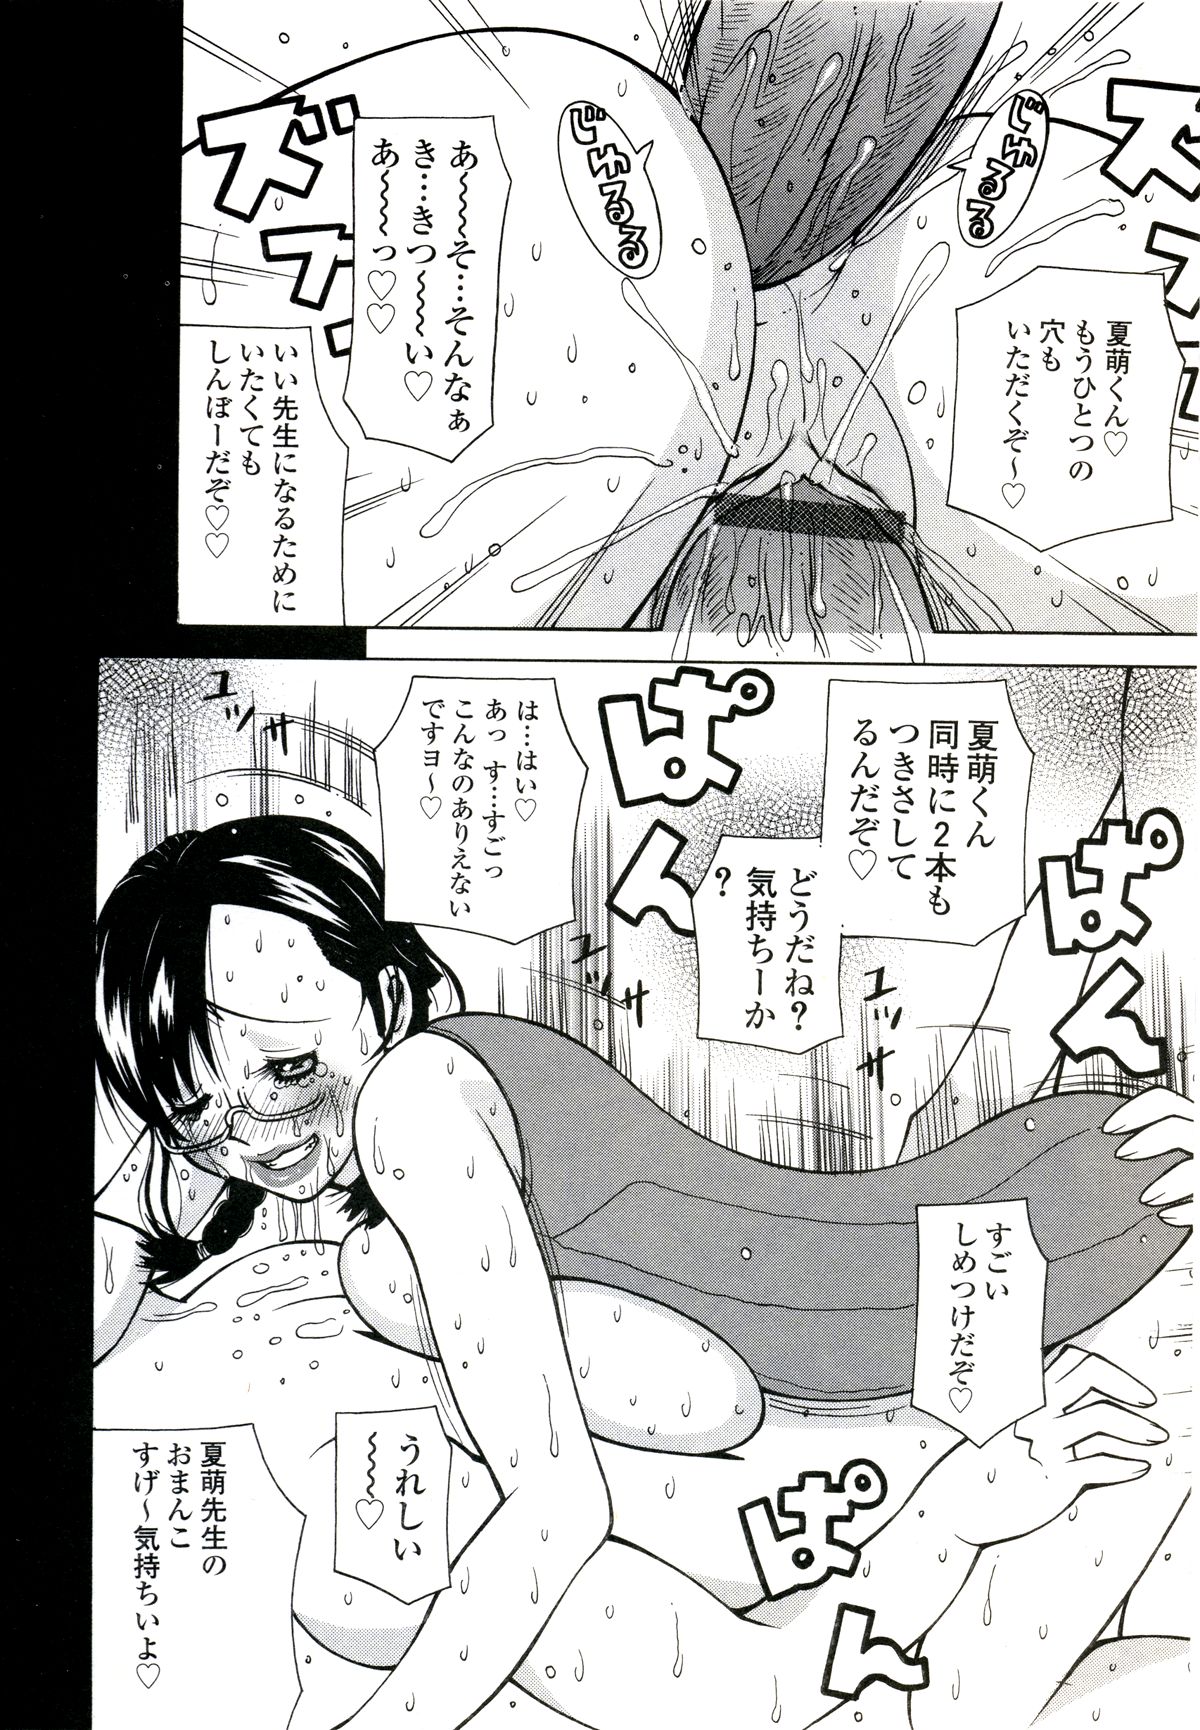 夏萌くん♡
もうひとつの
穴も
いただくぞ〜♡
じゅるる
じゅるる
あ〜〜〜そ…そんなぁ
き…きつ〜〜〜い♡
あ〜〜〜っ♡♡
ズズ
いい先生になるために
いたくても
しんぼーだぞ♡♡
夏萌くん
同時に2本も
つきさして
るんだぞ♡
どうだね?
気持ちーか
?
は…はい♡
あっ す…すごっ
こんなのありえない
ですヨ〜♡
ぱん
ぱん
ユッサ
ユッサ
ユッサ
すごい
しめつけだぞ♡
うれしい
〜〜〜♡
ぱん
夏萌先生の
おまんこ
すげ〜気持ちいよ♡